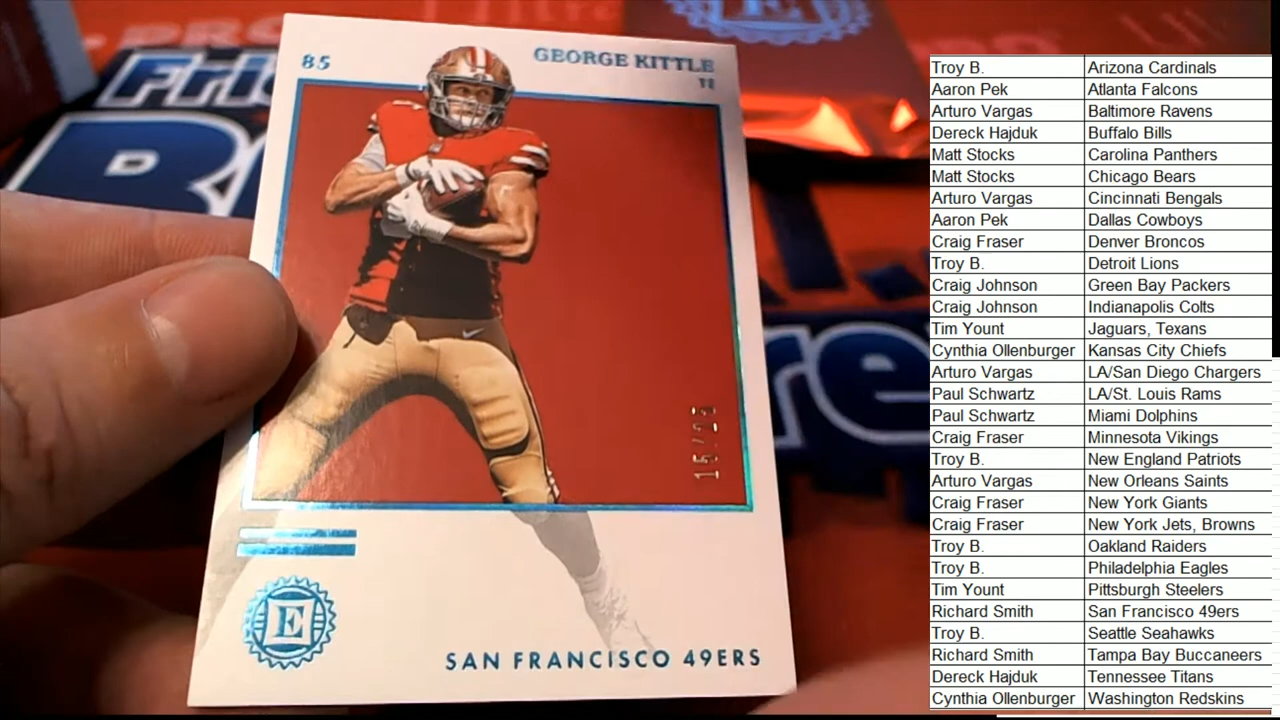 85
GEORGE KITTLE
TE
15/25
E
SAN FRANCISCO 49ERS
Troy B. Arizona Cardinals
Aaron Pek Atlanta Falcons
Arturo Vargas Baltimore Ravens
Dereck Hajduk Buffalo Bills
Matt Stocks Carolina Panthers
Matt Stocks Chicago Bears
Arturo Vargas Cincinnati Bengals
Aaron Pek Dallas Cowboys
Craig Fraser Denver Broncos
Troy B. Detroit Lions
Craig Johnson Green Bay Packers
Craig Johnson Indianapolis Colts
Tim Yount Jaguars, Texans
Cynthia Ollenburger Kansas City Chiefs
Arturo Vargas LA/San Diego Chargers
Paul Schwartz LA/St. Louis Rams
Paul Schwartz Miami Dolphins
Craig Fraser Minnesota Vikings
Troy B. New England Patriots
Arturo Vargas New Orleans Saints
Craig Fraser New York Giants
Craig Fraser New York Jets, Browns
Troy B. Oakland Raiders
Troy B. Philadelphia Eagles
Tim Yount Pittsburgh Steelers
Richard Smith San Francisco 49ers
Troy B. Seattle Seahawks
Richard Smith Tampa Bay Buccaneers
Dereck Hajduk Tennessee Titans
Cynthia Ollenburger Washington Redskins